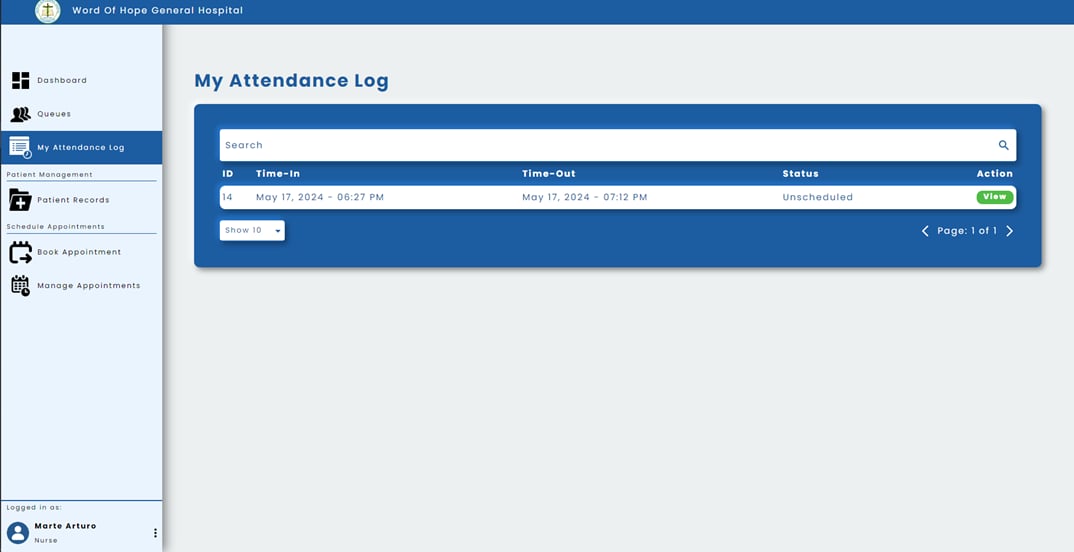 Word Of Hope General Hospital
Dashboard
Queues
My Attendance Log
Patient Management
Patient Records
Schedule Appointments
Book Appointment
Manage Appointments
Logged in as:
Marte Arturo
Nurse
My Attendance Log
Search
ID Time-In Time-Out Status Action
14 May 17, 2024 - 06:27 PM May 17, 2024 - 07:12 PM Unscheduled View
Show 10 Page: 1 of 1